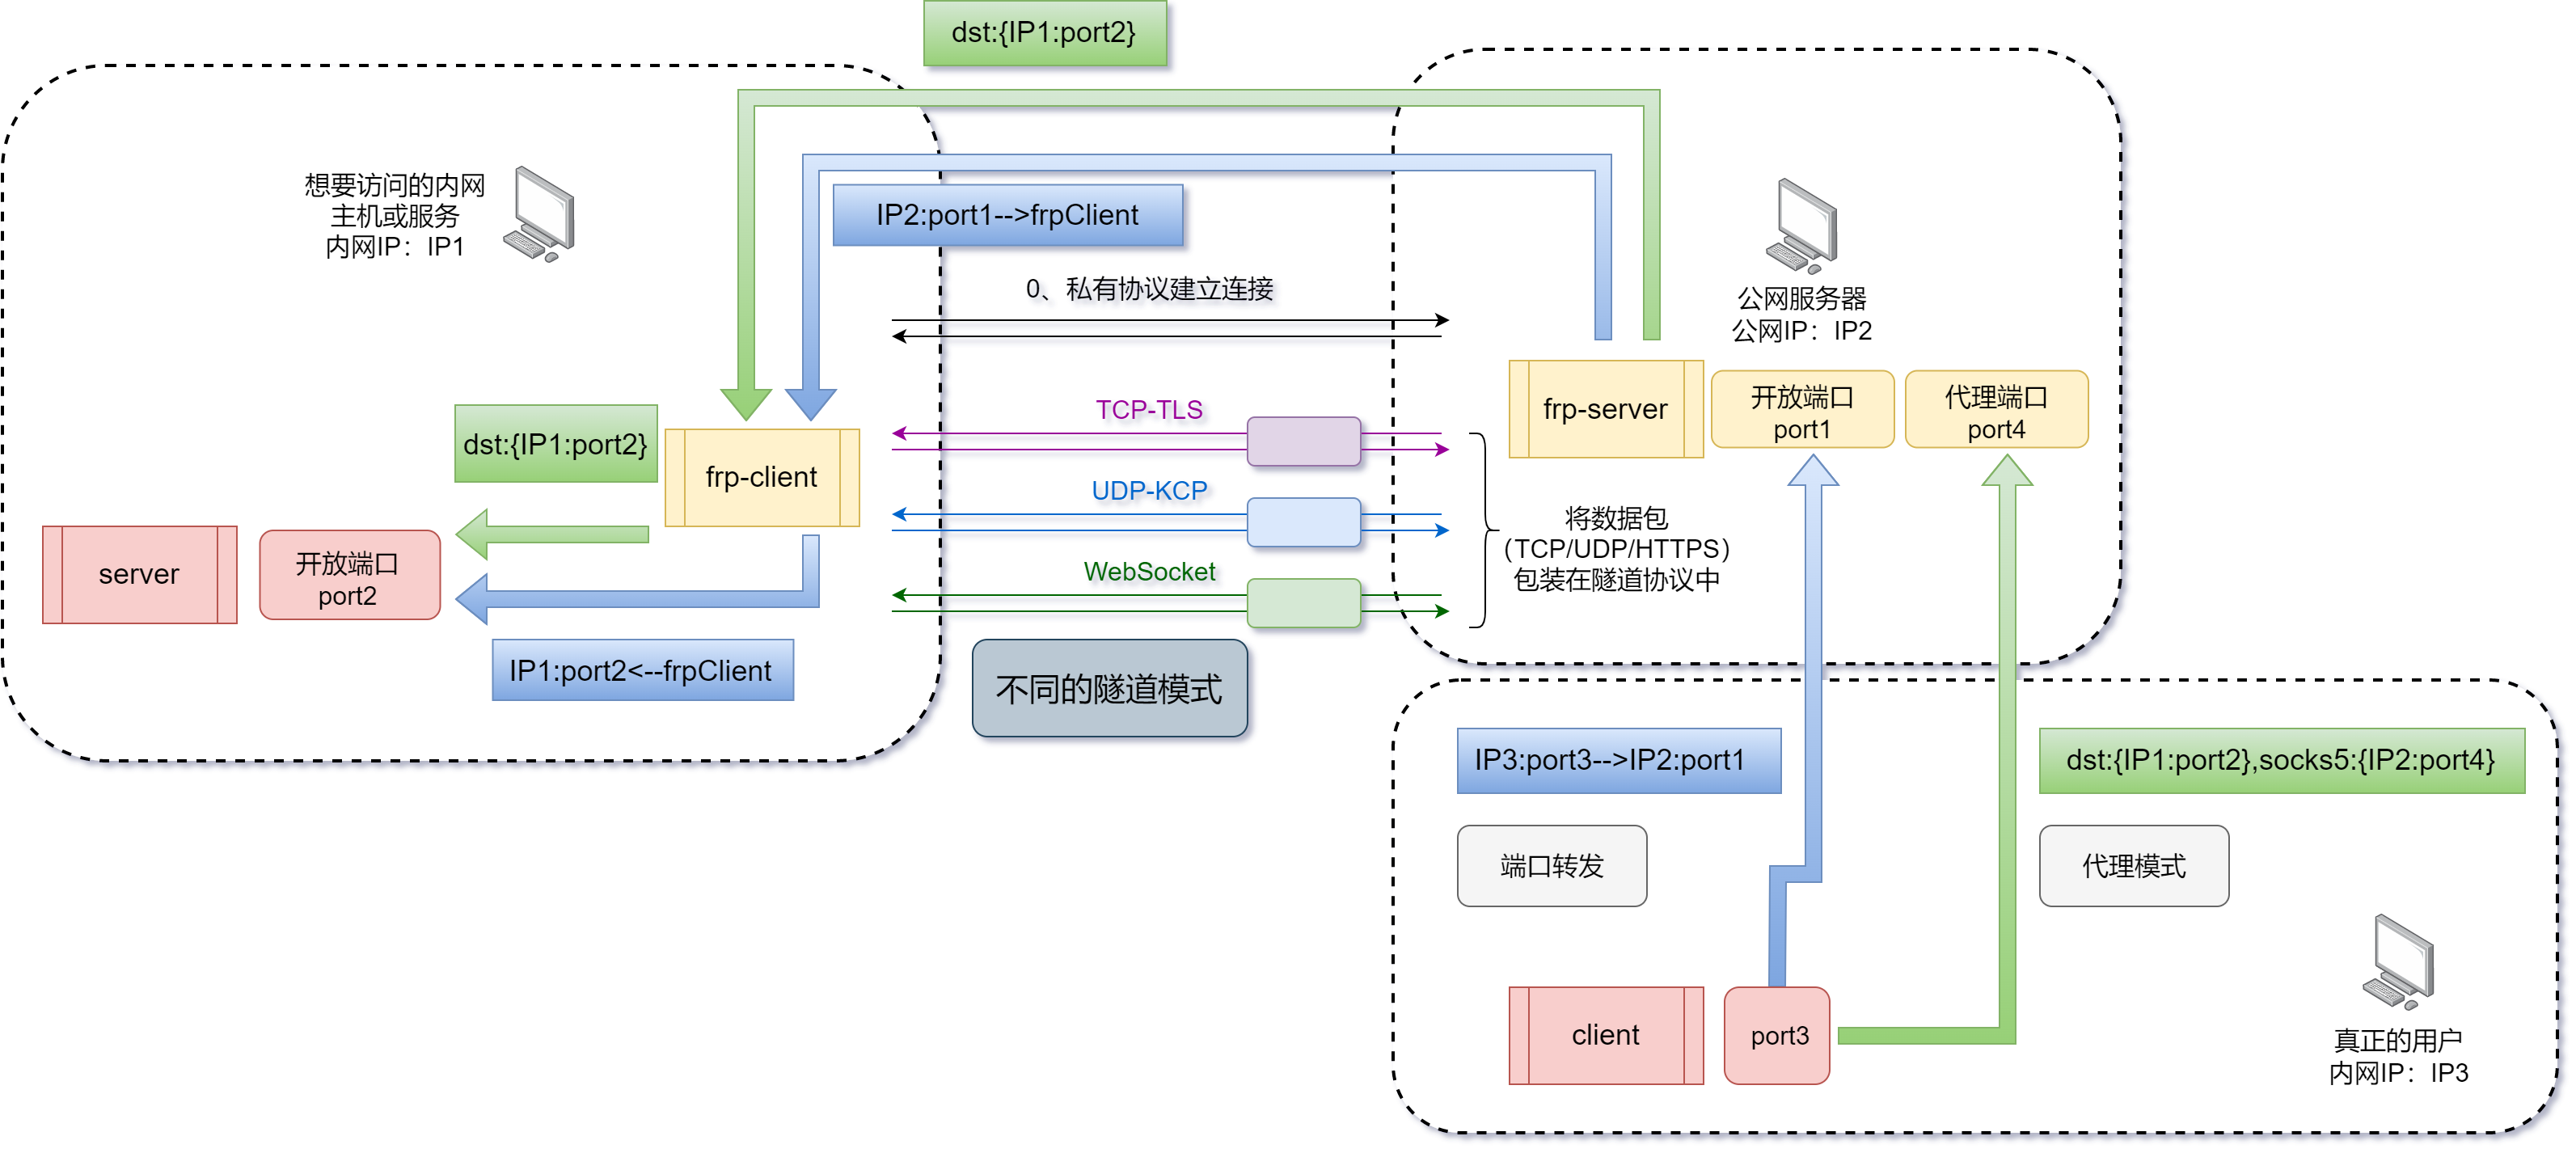 dst:{IP1:port2}
想要访问的内网
主机或服务
内网IP：IP1
IP2:port1-->frpClient
0、私有协议建立连接
公网服务器
公网IP：IP2
frp-server
开放端口
port1
代理端口
port4
dst:{IP1:port2}
frp-client
TCP-TLS
UDP-KCP
WebSocket
将数据包
（TCP/UDP/HTTPS）
包装在隧道协议中
server
开放端口
port2
IP1:port2<--frpClient
不同的隧道模式
IP3:port3-->IP2:port1
dst:{IP1:port2},socks5:{IP2:port4}
端口转发
代理模式
client
port3
真正的用户
内网IP：IP3